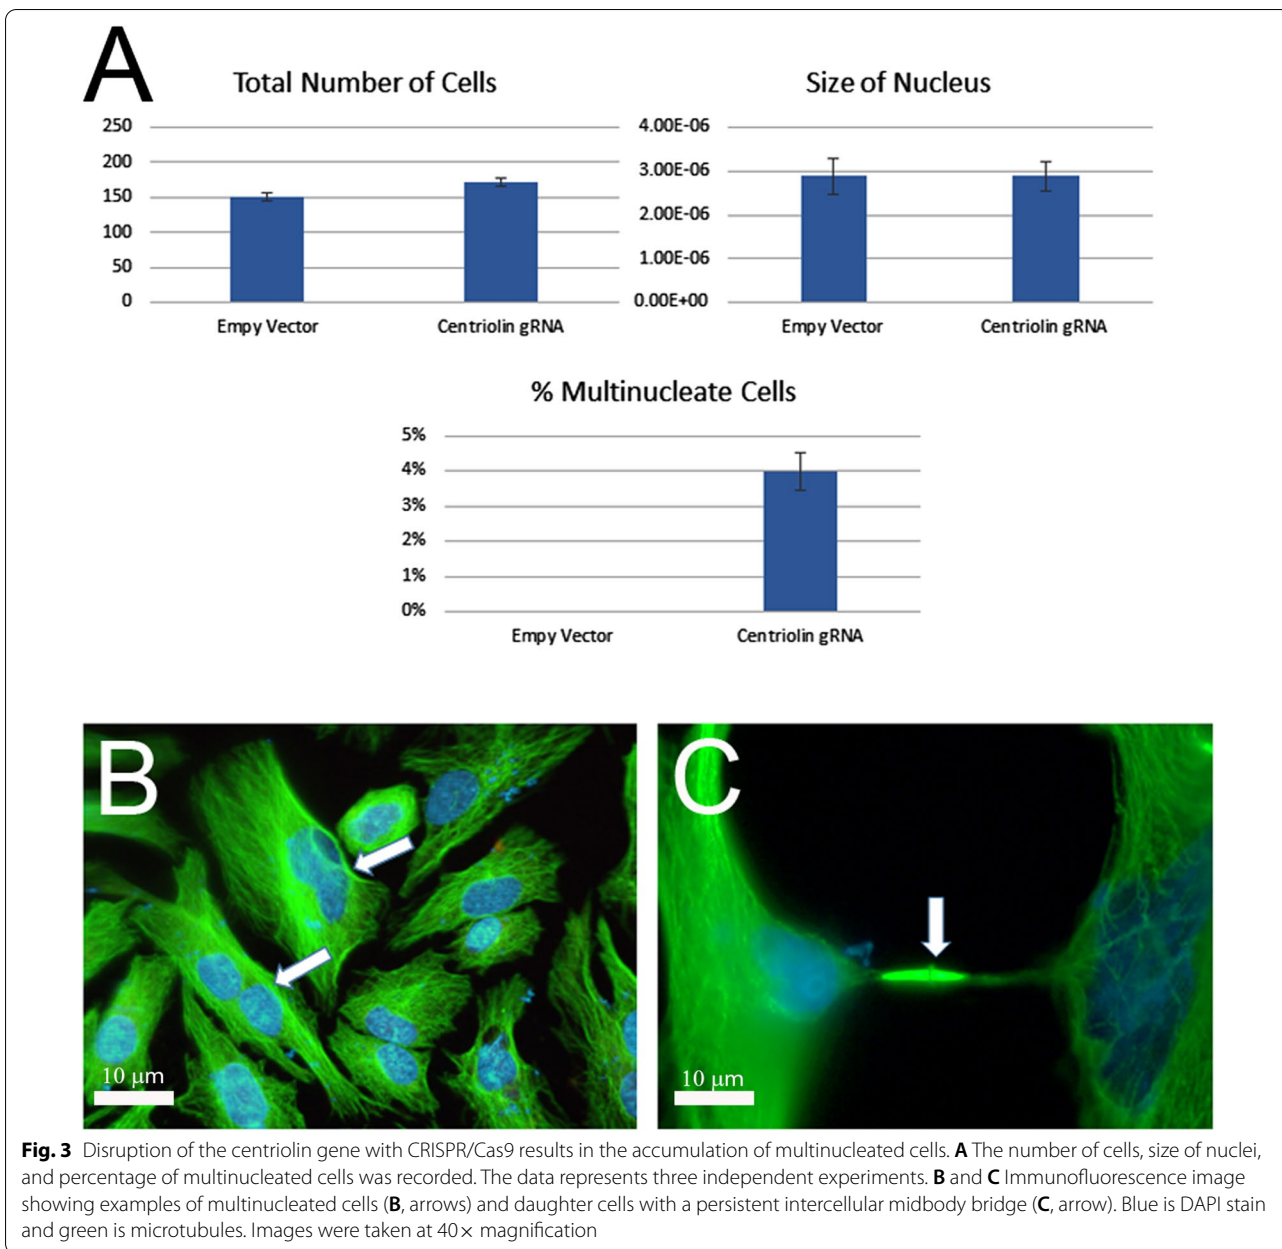 A
Total Number of Cells
250
200
150
100
50
0
Empy Vector
Centriolin gRNA
Size of Nucleus
4.00E-06
3.00E-06
2.00E-06
1.00E-06
0.00E+00
Empy Vector
Centriolin gRNA
% Multinucleate Cells
5%
4%
3%
2%
1%
0%
Empy Vector
Centriolin gRNA
B
10 µm
C
10 µm
Fig. 3 Disruption of the centriolin gene with CRISPR/Cas9 results in the accumulation of multinucleated cells. A The number of cells, size of nuclei,
and percentage of multinucleated cells was recorded. The data represents three independent experiments. B and C Immunofluorescence image
showing examples of multinucleated cells (B, arrows) and daughter cells with a persistent intercellular midbody bridge (C, arrow). Blue is DAPI stain
and green is microtubules. Images were taken at 40× magnification